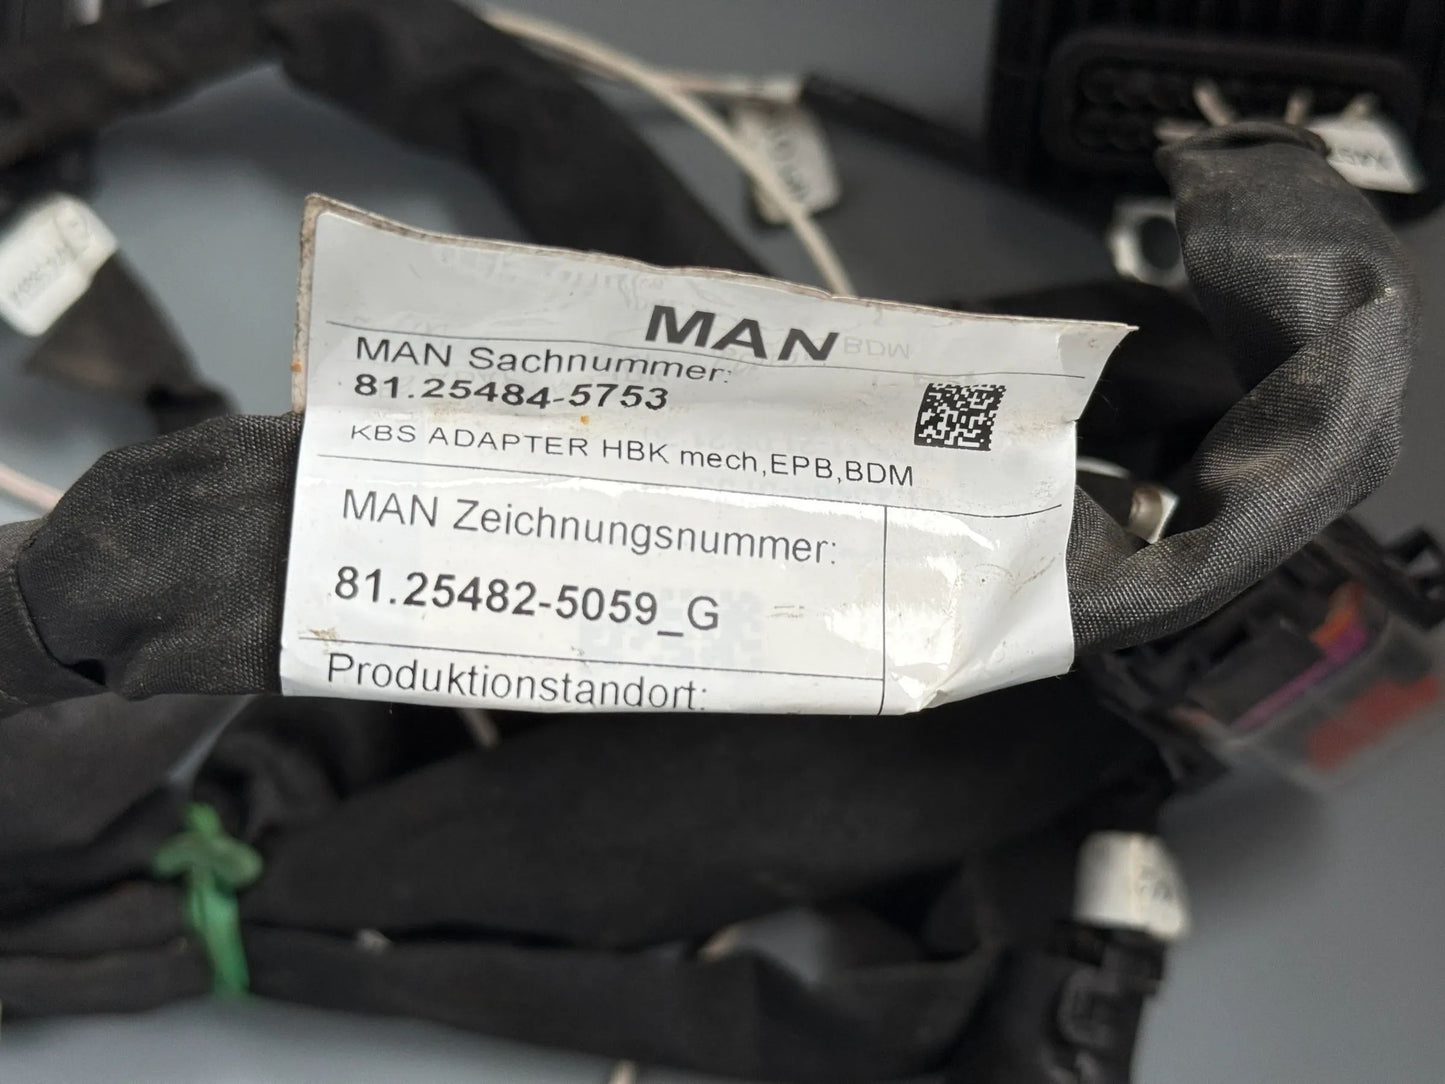 MAN
MAN Sachnummer:
81.25484-5753
KBS ADAPTER HBK mech,EPB,BDM
MAN Zeichnungsnummer:
81.25482-5059_G
Produktionstandort: